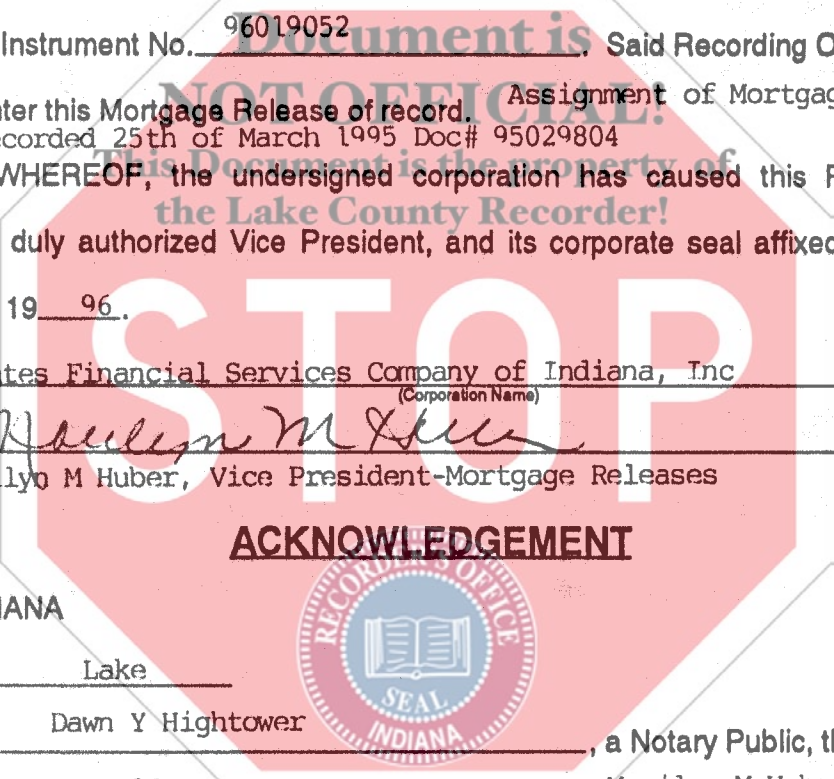 Instrument No. 96019052. Said Recording O
Document is
NOT OFFICIAL!
nter this Mortgage Release of record. Assignment of Mortgag
ecorded 25th of March 1995 Doc# 95029804
This Document is the property of
WHEREOF, the undersigned corporation has caused this F
the Lake County Recorder!
duly authorized Vice President, and its corporate seal affixed
19 96.
STOP
ates Financial Services Company of Indiana, Inc
(Corporation Name)
lyn M Huber, Vice President-Mortgage Releases
ACKNOWLEDGEMENT
IANA
RECORDER'S OFFICE
SEAL
INDIANA
Lake
Dawn Y Hightower
, a Notary Public, th